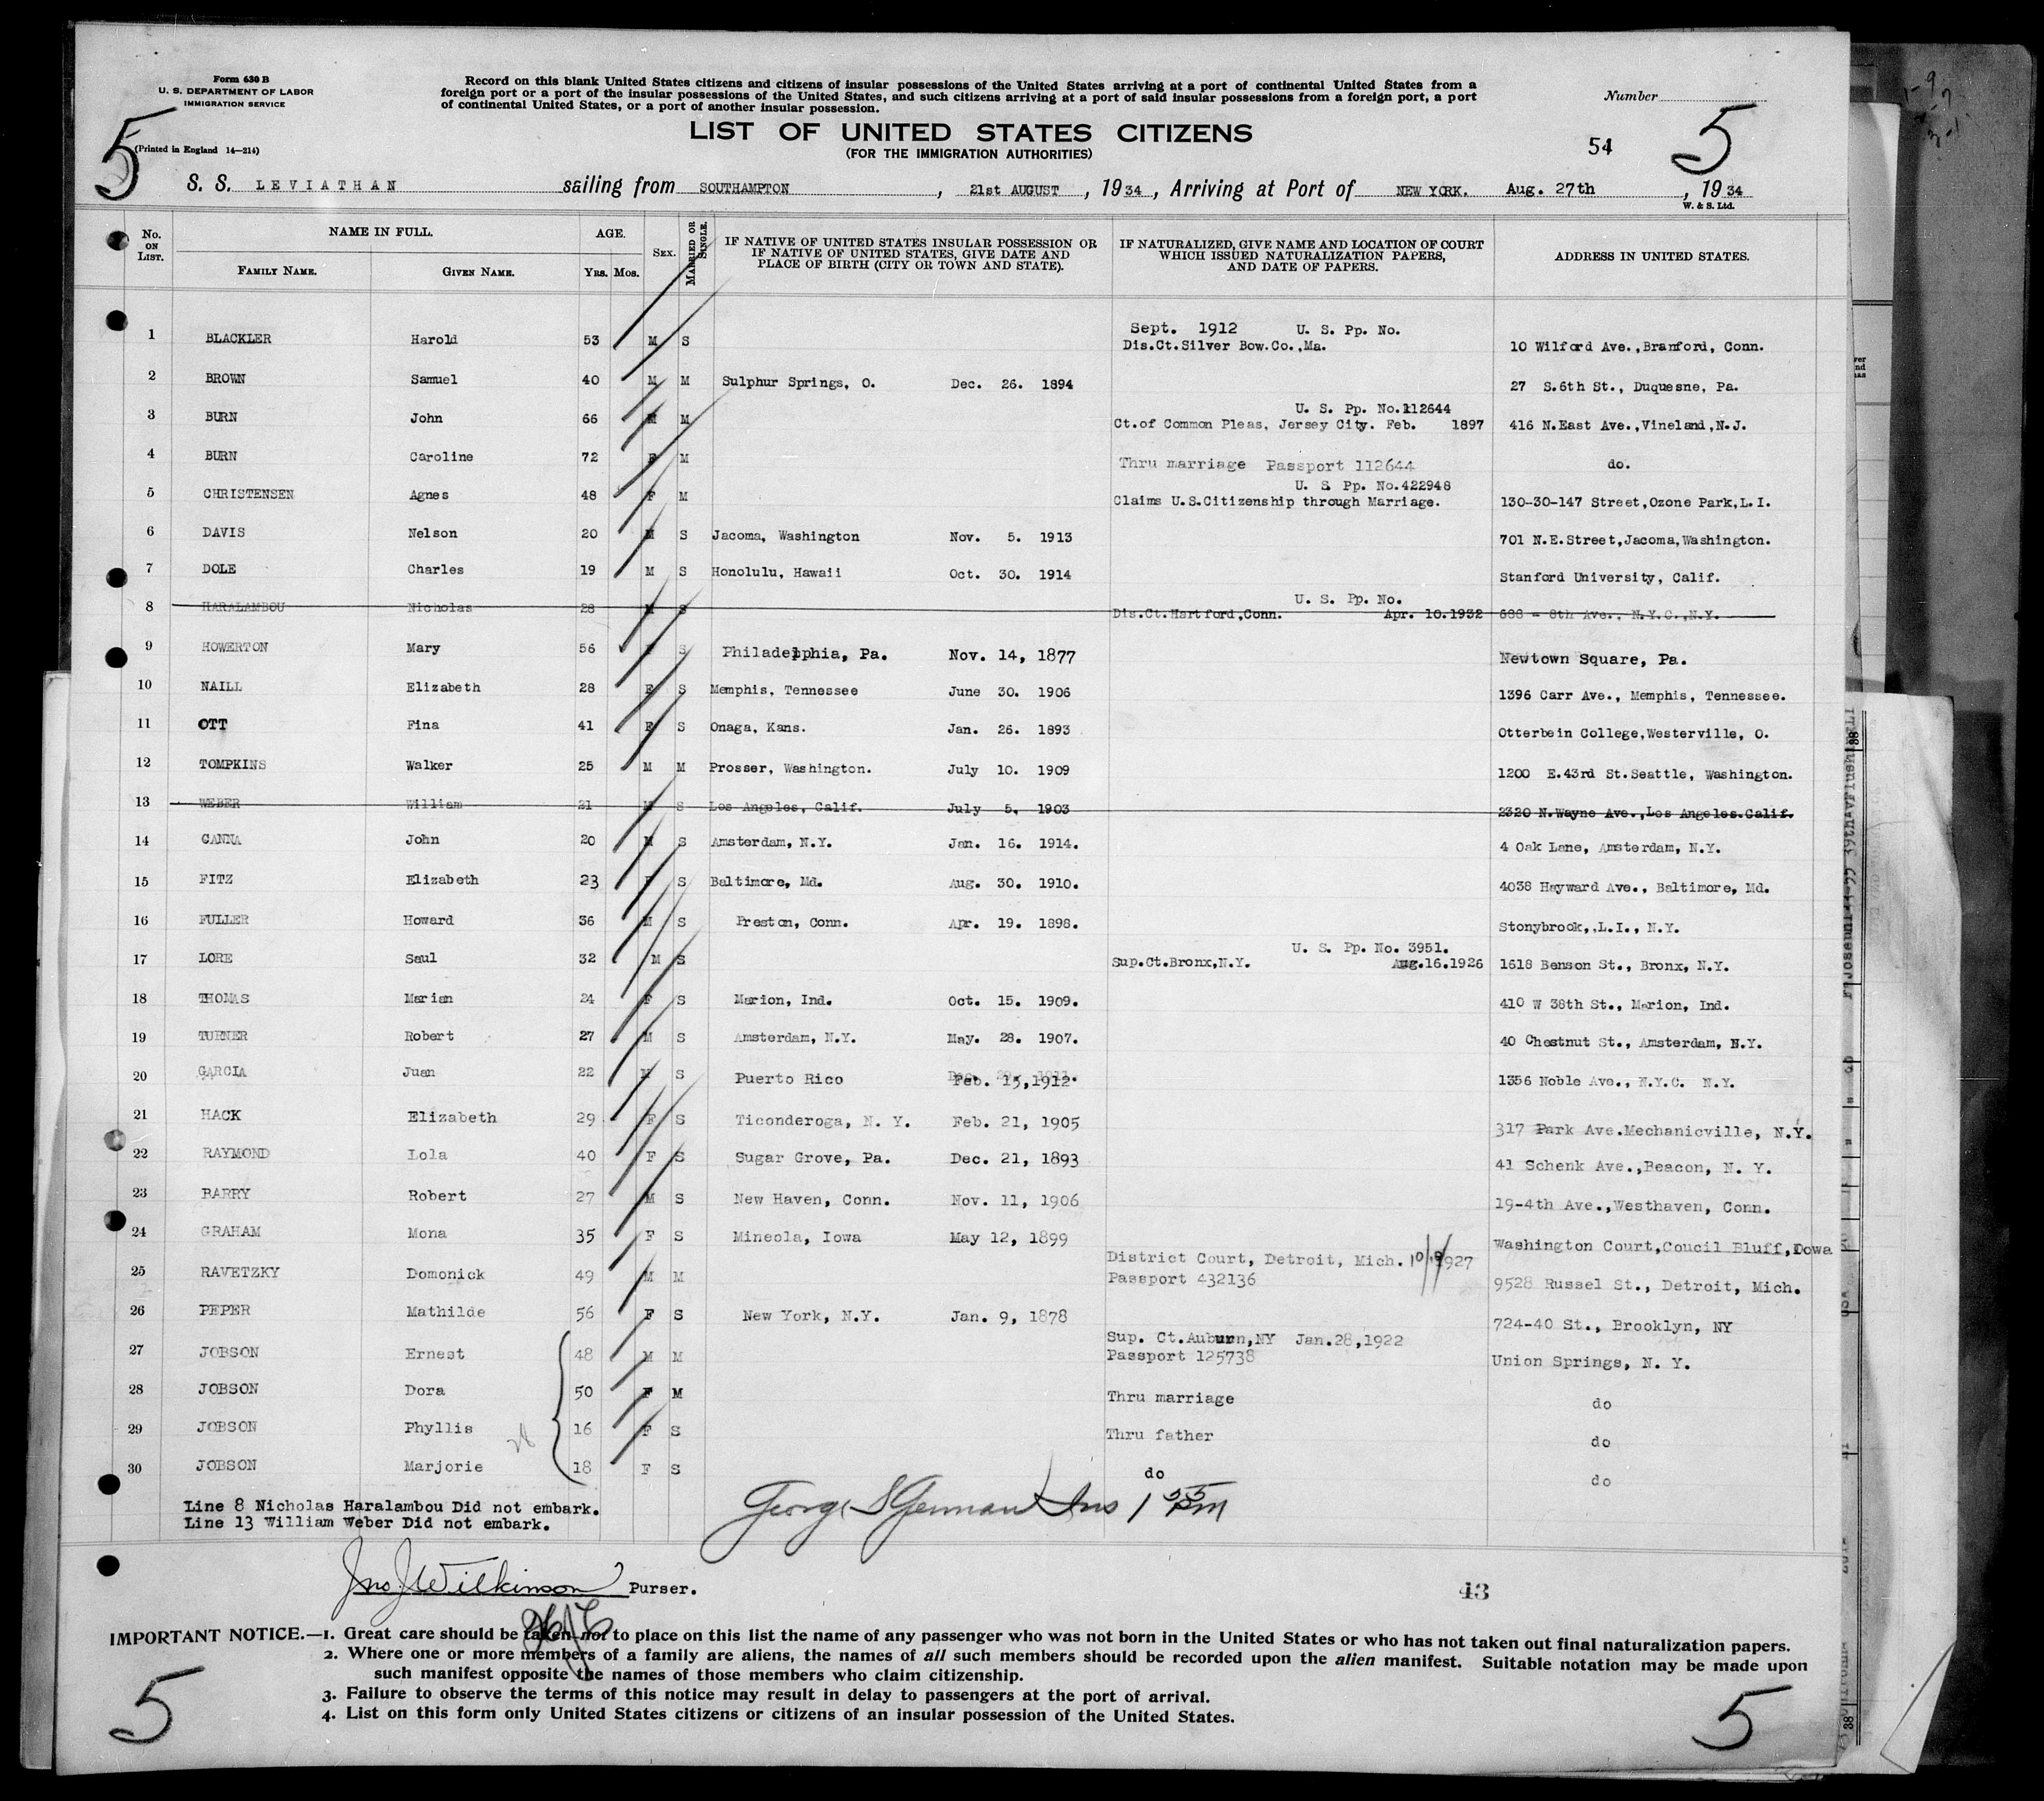 Form 630 B
U. S. DEPARTMENT OF LABOR
IMMIGRATION SERVICE
(Printed in England 14—214)
Record on this blank United States citizens and citizens of insular possessions of the United States arriving at a port of continental United States from a
foreign port or a port of the insular possessions of the United States, and such citizens arriving at a port of said insular possessions from a foreign port, a port
of continental United States, or a port of another insular possession.
Number
5
LIST OF UNITED STATES CITIZENS
(FOR THE IMMIGRATION AUTHORITIES)
54
5
S. S. LEVIATHAN sailing from SOUTHAMPTON, 21st AUGUST, 1934, Arriving at Port of NEW YORK. Aug. 27th, 1934
W. & S. Ltd.
No. ON LIST. NAME IN FULL. AGE. SEX. MARRIED OR SINGLE. IF NATIVE OF UNITED STATES INSULAR POSSESSION OR IF NATIVE OF UNITED STATES, GIVE DATE AND PLACE OF BIRTH (CITY OR TOWN AND STATE). IF NATURALIZED, GIVE NAME AND LOCATION OF COURT WHICH ISSUED NATURALIZATION PAPERS, AND DATE OF PAPERS. ADDRESS IN UNITED STATES.
FAMILY NAME. GIVEN NAME. YRS. MOS.
Sept. 1912 U. S. Pp. No.
1 BLACKLER Harold 53 M S Dis.Ct.Silver Bow.Co.,Ma. 10 Wilford Ave.,Branford, Conn.
2 BROWN Samuel 40 M M Sulphur Springs, O. Dec. 26. 1894 27 S.6th St., Duquesne, Pa.
U. S. Pp. No.112644
3 BURN John 66 M M Ct.of Common Pleas, Jersey City. Feb. 1897 416 N.East Ave.,Vineland,N.J.
4 BURN Caroline 72 F M Thru marriage Passport 112644 do.
U. S. Pp. No.422948
5 CHRISTENSEN Agnes 48 F M Claims U.S.Citizenship through Marriage. 130-30-147 Street,Ozone Park,L.I.
6 DAVIS Nelson 20 M S Jacoma, Washington Nov. 5. 1913 701 N.E.Street,Jacoma,Washington.
7 DOLE Charles 19 M S Honolulu, Hawaii Oct. 30. 1914 Stanford University, Calif.
U. S. Pp. No.
8 HARALAMBOU Nicholas 28 M S Dis.Ct.Hartford,Conn. Apr. 10.1932 688 - 8th Ave., N.Y.C.,N.Y.
9 HOWERTON Mary 56 F S Philadelphia, Pa. Nov. 14, 1877 Newtown Square, Pa.
10 NAILL Elizabeth 28 F S Memphis, Tennessee June 30. 1906 1396 Carr Ave., Memphis, Tennessee.
11 OTT Fina 41 F S Onaga, Kans. Jan. 26. 1893 Otterbein College,Westerville, O.
12 TOMPKINS Walker 25 M M Prosser, Washington. July 10. 1909 1200 E.43rd St.Seattle, Washington.
13 WEBER William 21 M S Los Angeles, Calif. July 5, 1903 2320 N.Wayne Ave.,Los Angeles.Calif.
14 CANNA John 20 M S Amsterdam, N.Y. Jan. 16. 1914. 4 Oak Lane, Amsterdam, N.Y.
15 FITZ Elizabeth 23 F S Baltimore, Md. Aug. 30. 1910. 4038 Hayward Ave., Baltimore, Md.
16 FULLER Howard 36 M S Preston, Conn. Apr. 19. 1898. Stonybrook,.L.I., N.Y.
U. S. Pp. No. 3951.
17 LORE Saul 32 M S Sup.Ct.Bronx,N.Y. Aug.16.1926 1618 Benson St., Bronx, N.Y.
18 THOMAS Marian 24 F S Marion, Ind. Oct. 15. 1909. 410 W 38th St., Marion, Ind.
19 TURNER Robert 27 M S Amsterdam, N.Y. May. 28. 1907. 40 Chestnut St., Amsterdam, N.Y.
20 GARCIA Juan 22 M S Puerto Rico Feb. 15,1912. 1356 Noble Ave., N.Y.C. N.Y.
21 HACK Elizabeth 29 F S Ticonderoga, N. Y. Feb. 21, 1905 317 Park Ave.Mechanicville, N.Y.
22 RAYMOND Lola 40 F S Sugar Grove, Pa. Dec. 21, 1893 41 Schenk Ave.,Beacon, N. Y.
23 BARRY Robert 27 M S New Haven, Conn. Nov. 11, 1906 19-4th Ave.,Westhaven, Conn.
24 GRAHAM Mona 35 F S Mineola, Iowa May 12, 1899 Washington Court,Coucil Bluff,Iowa
District Court, Detroit, Mich. 10/19/1927
25 RAVETZKY Domonick 49 M M Passport 432136 9528 Russel St., Detroit, Mich.
26 PEPER Mathilde 56 F S New York, N.Y. Jan. 9, 1878 724-40 St., Brooklyn, NY
Sup. Ct.Auburn,NY Jan.28,1922
27 JOBSON Ernest 48 M M Passport 125738 Union Springs, N. Y.
28 JOBSON Dora 50 F M Thru marriage do
29 JOBSON Phyllis 16 F S Thru father do
30 JOBSON Marjorie 18 F S do do
Line 8 Nicholas Haralambou Did not embark.
Line 13 William Weber Did not embark.
George S German Ins 1 55 PM
Jno J Wilkinson Purser.
43
IMPORTANT NOTICE.—1. Great care should be taken not to place on this list the name of any passenger who was not born in the United States or who has not taken out final naturalization papers.
2. Where one or more members of a family are aliens, the names of all such members should be recorded upon the alien manifest. Suitable notation may be made upon
such manifest opposite the names of those members who claim citizenship.
3. Failure to observe the terms of this notice may result in delay to passengers at the port of arrival.
4. List on this form only United States citizens or citizens of an insular possession of the United States.
5
5